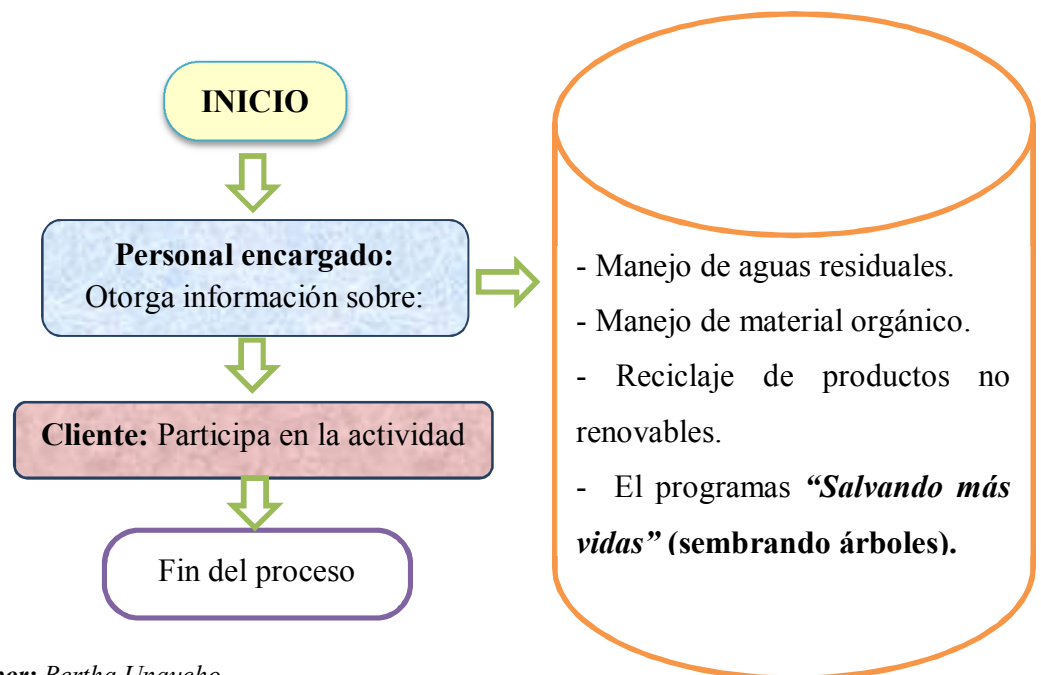 INICIO
Personal encargado:
Otorga información sobre:
Cliente: Participa en la actividad
Fin del proceso
- Manejo de aguas residuales.
- Manejo de material orgánico.
- Reciclaje de productos no
renovables.
- El programas “Salvando más
vidas” (sembrando árboles).
Bertha